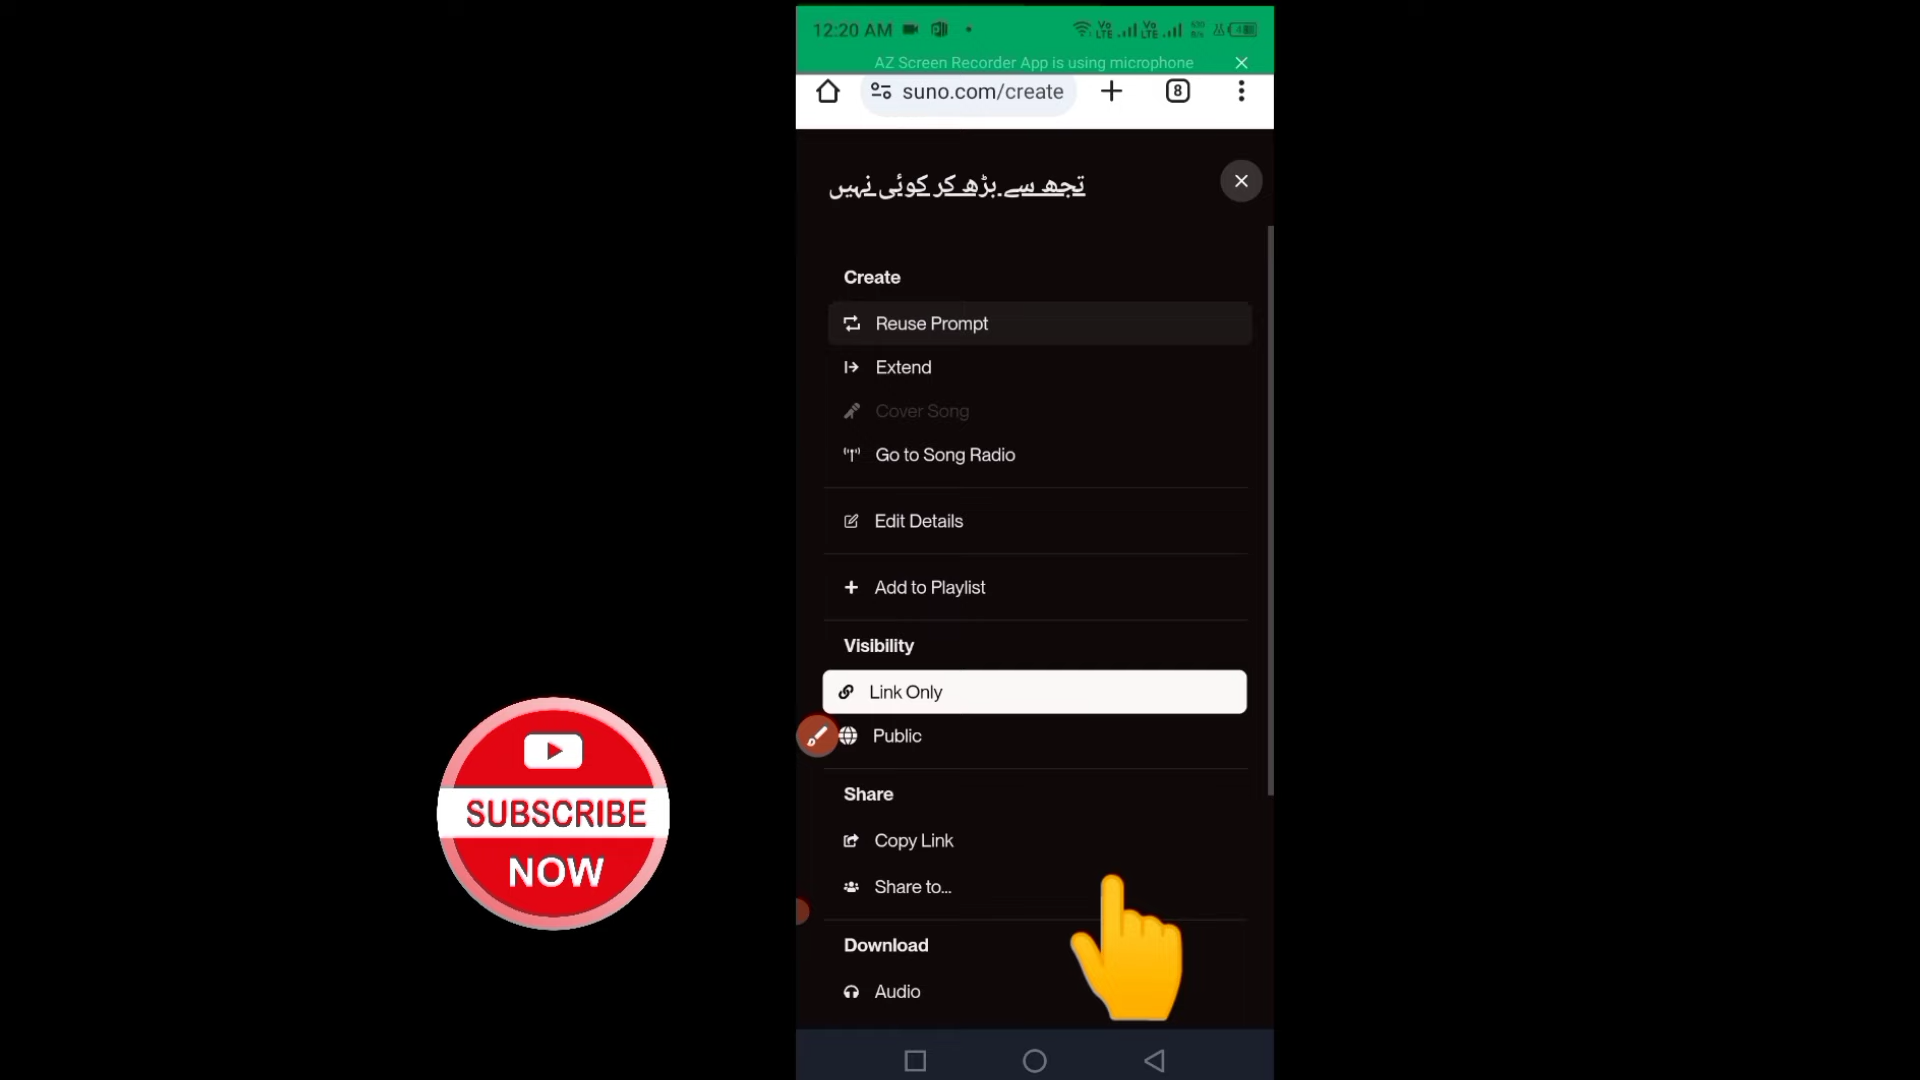 12:20 AM
AZ Screen Recorder App is using microphone
suno.com/create
8
تجھ سے بڑھ کر کوئی نہیں
Create
Reuse Prompt
Extend
Cover Song
Go to Song Radio
Edit Details
Add to Playlist
Visibility
Link Only
Public
Share
Copy Link
Share to...
Download
Audio
SUBSCRIBE
NOW